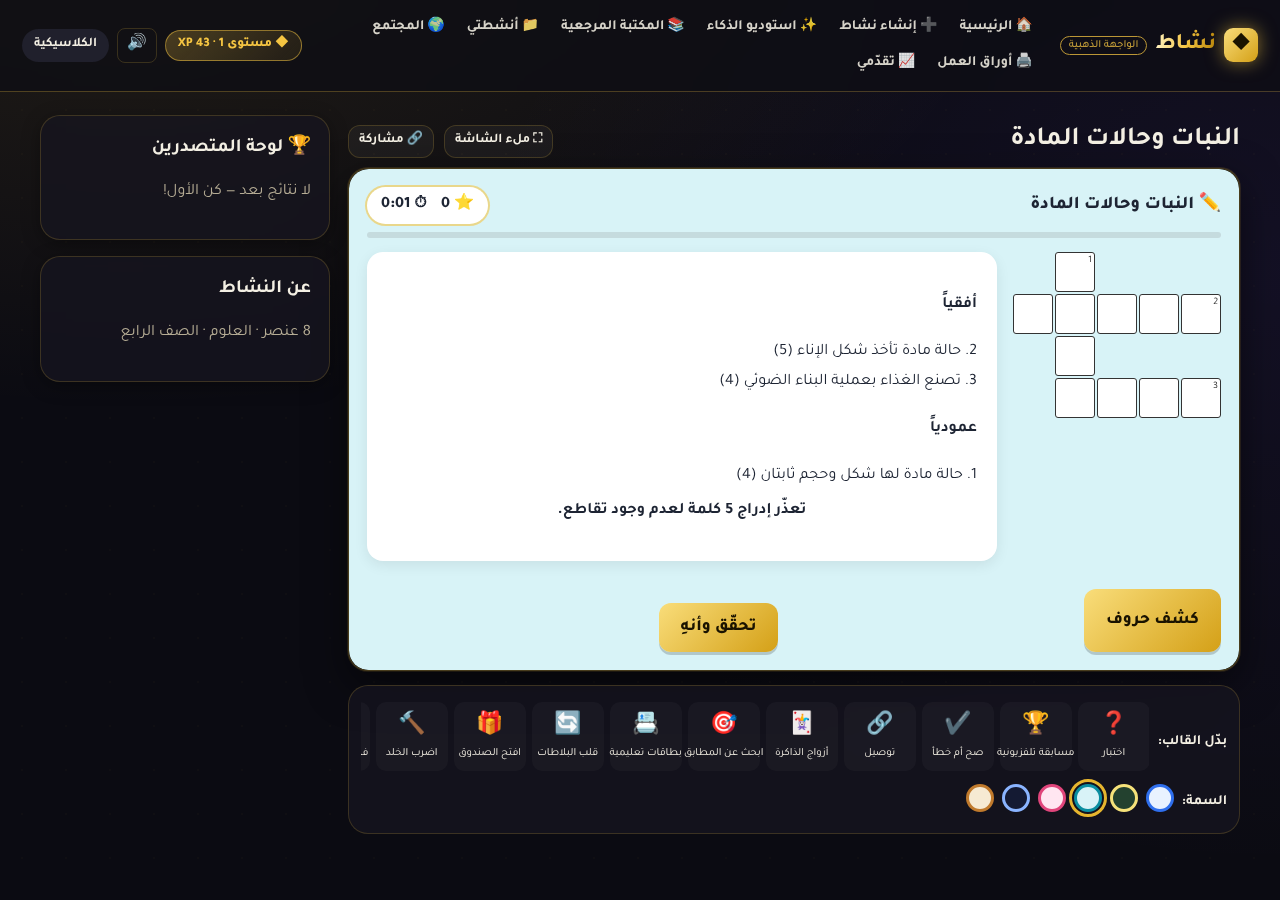 نشاط
الواجهة الذهبية
🏠 الرئيسية
➕ إنشاء نشاط
✨ استوديو الذكاء
📚 المكتبة المرجعية
📁 أنشطتي
🌍 المجتمع
🖨️ أوراق العمل
📈 تقدّمي
◆ مستوى 1 · 43 XP
🔊
الكلاسيكية
النبات وحالات المادة
⛶ ملء الشاشة
🔗 مشاركة
✏️ النبات وحالات المادة
⭐ 0
⏱ 0:01
1
2
3
أفقياً
2. حالة مادة تأخذ شكل الإناء (5)
3. تصنع الغذاء بعملية البناء الضوئي (4)
عمودياً
1. حالة مادة لها شكل وحجم ثابتان (4)
تعذّر إدراج 5 كلمة لعدم وجود تقاطع.
كشف حروف
تحقّق وأنهِ
🏆 لوحة المتصدرين
لا نتائج بعد — كن الأول!
عن النشاط
8 عنصر · العلوم · الصف الرابع
بدّل القالب:
اختبار
مسابقة تلفزيونية
صح أم خطأ
توصيل
أزواج الذاكرة
ابحث عن المطابق
بطاقات تعليمية
قلب البلاطات
افتح الصندوق
اضرب الخلد
السمة: